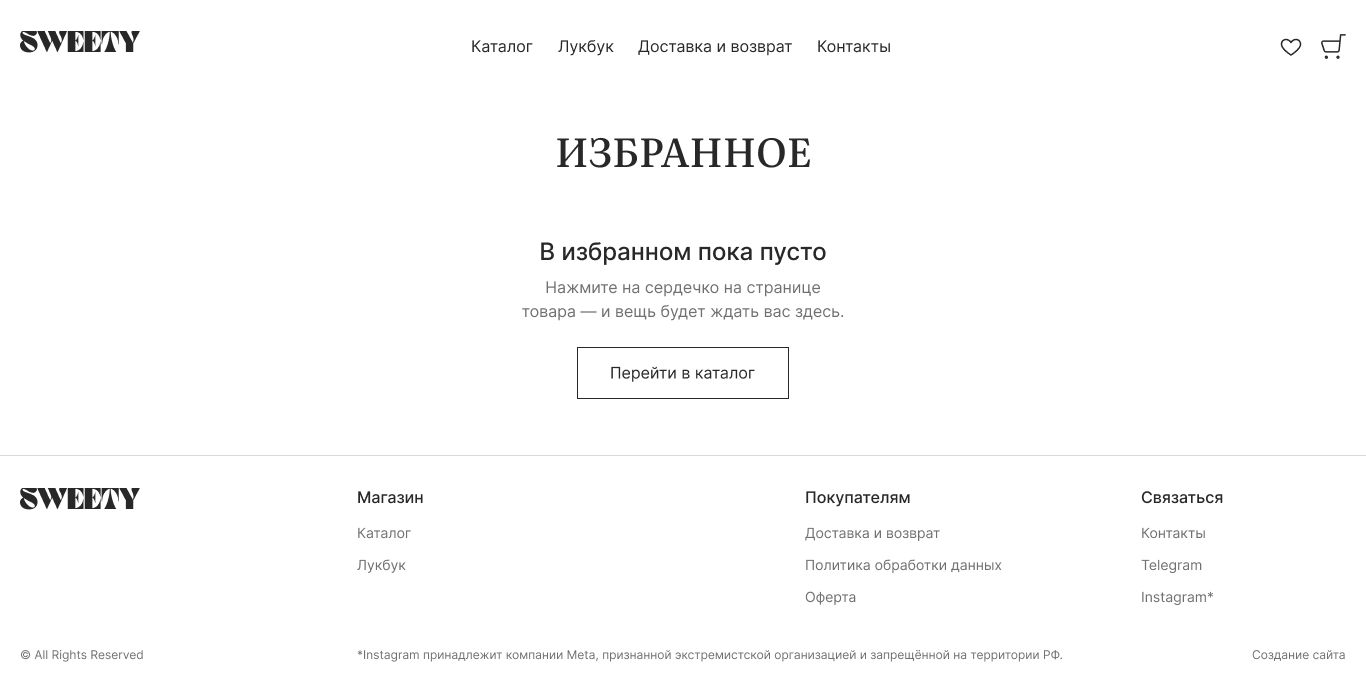 SWEETY
Каталог Лукбук Доставка и возврат Контакты
ИЗБРАННОЕ
В избранном пока пусто
Нажмите на сердечко на странице
товара — и вещь будет ждать вас здесь.
Перейти в каталог
SWEETY
Магазин
Каталог
Лукбук
Покупателям
Доставка и возврат
Политика обработки данных
Оферта
Связаться
Контакты
Telegram
Instagram*
© All Rights Reserved
*Instagram принадлежит компании Meta, признанной экстремистской организацией и запрещённой на территории РФ.
Создание сайта